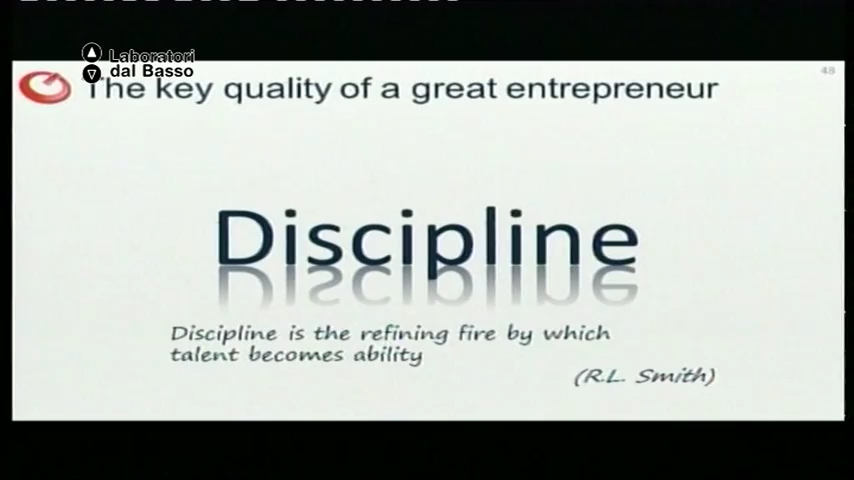 Laboratori
dal Basso
48
The key quality of a great entrepreneur
Discipline
Discipline is the refining fire by which
talent becomes ability
(R.L. Smith)